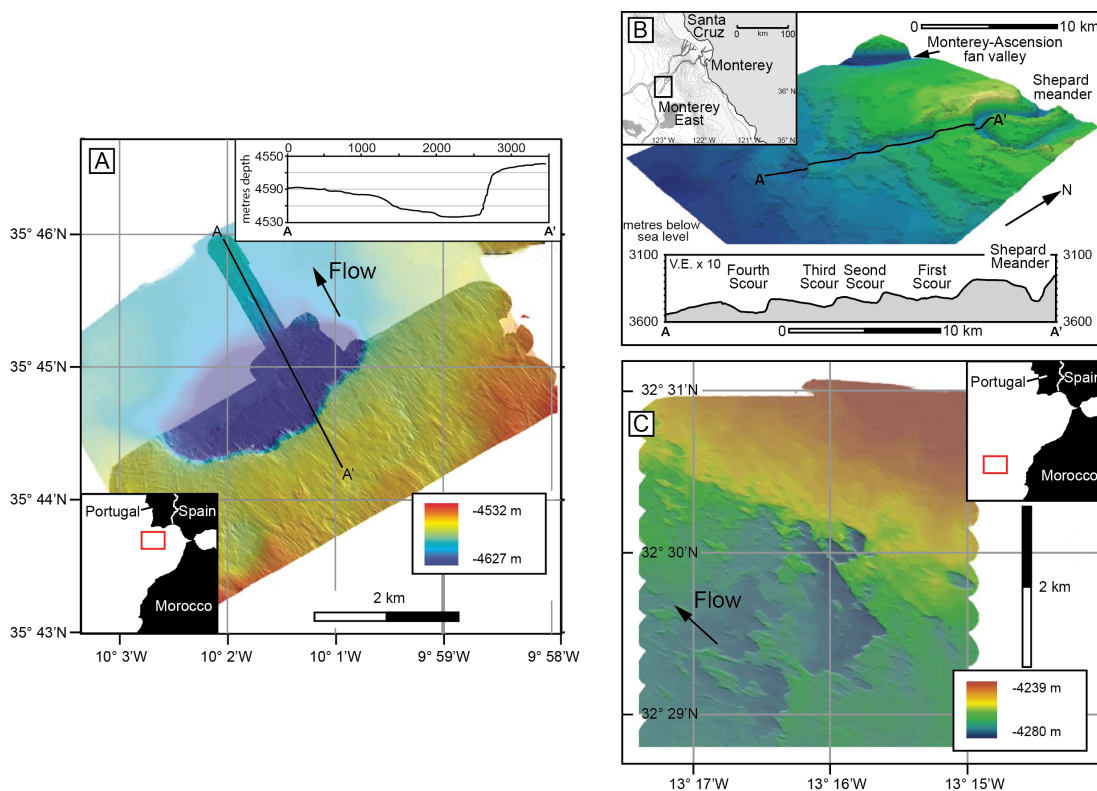 A
0 1000 2000 3000
4550
4590
4530
metres depth
A A'
35° 46'N
35° 45'N
35° 44'N
35° 43'N
A
Flow
A'
Portugal
Spain
Morocco
-4532 m
-4627 m
2 km
10° 3'W 10° 2'W 10° 1'W 9° 59'W 9° 58'W
B
Santa
Cruz
0 km 100
Monterey
Monterey
East
36° N
35° N
123° W 122° W 121° W
0 10 km
Monterey-Ascension
fan valley
Shepard
meander
A'
A
N
metres below
sea level
3100
3600
V.E. x 10
Fourth
Scour
Third
Scour
Seond
Scour
First
Scour
Shepard
Meander
3100
3600
A A'
0 10 km
C
32° 31'N
32° 30'N
32° 29'N
Flow
Portugal
Spain
Morocco
2 km
-4239 m
-4280 m
13° 17'W 13° 16'W 13° 15'W